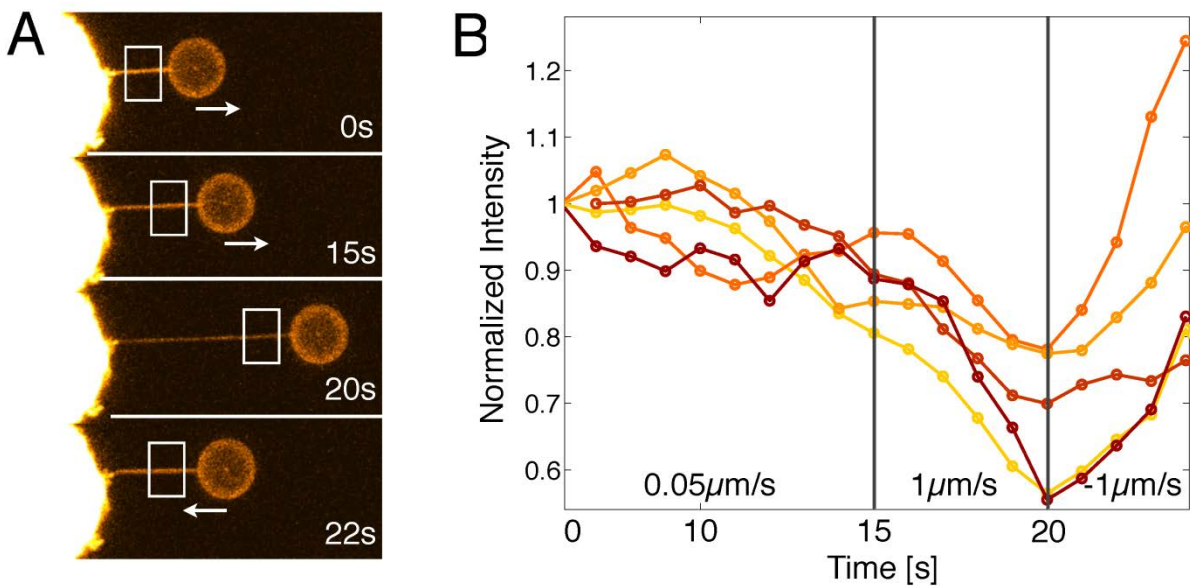 A
0s
15s
20s
22s
B
Normalized Intensity
1.2
1.1
1
0.9
0.8
0.7
0.6
0.05µm/s
1µm/s
-1µm/s
0
10
15
20
Time [s]